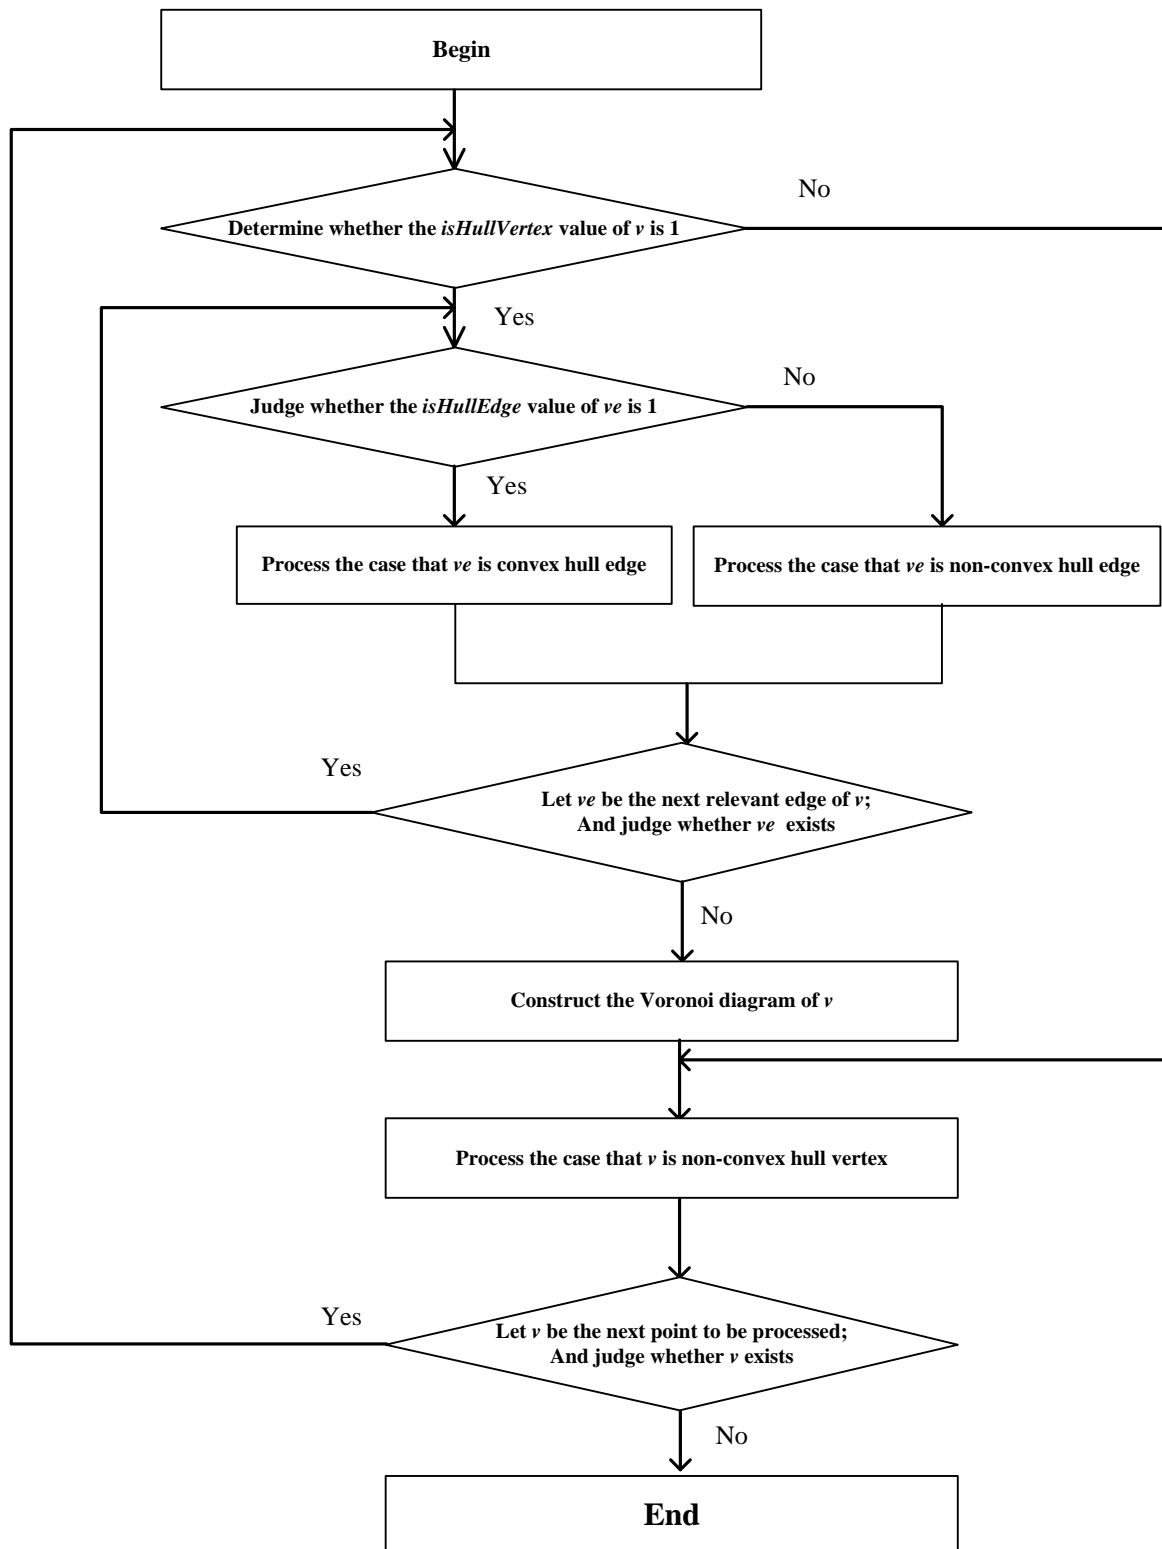 Begin
No
Determine whether the isHullVertex value of v is 1
Yes
No
Judge whether the isHullEdge value of ve is 1
Yes
Process the case that ve is convex hull edge
Process the case that ve is non-convex hull edge
Yes
Let ve be the next relevant edge of v;
And judge whether ve exists
No
Construct the Voronoi diagram of v
Process the case that v is non-convex hull vertex
Yes
Let v be the next point to be processed;
And judge whether v exists
No
End